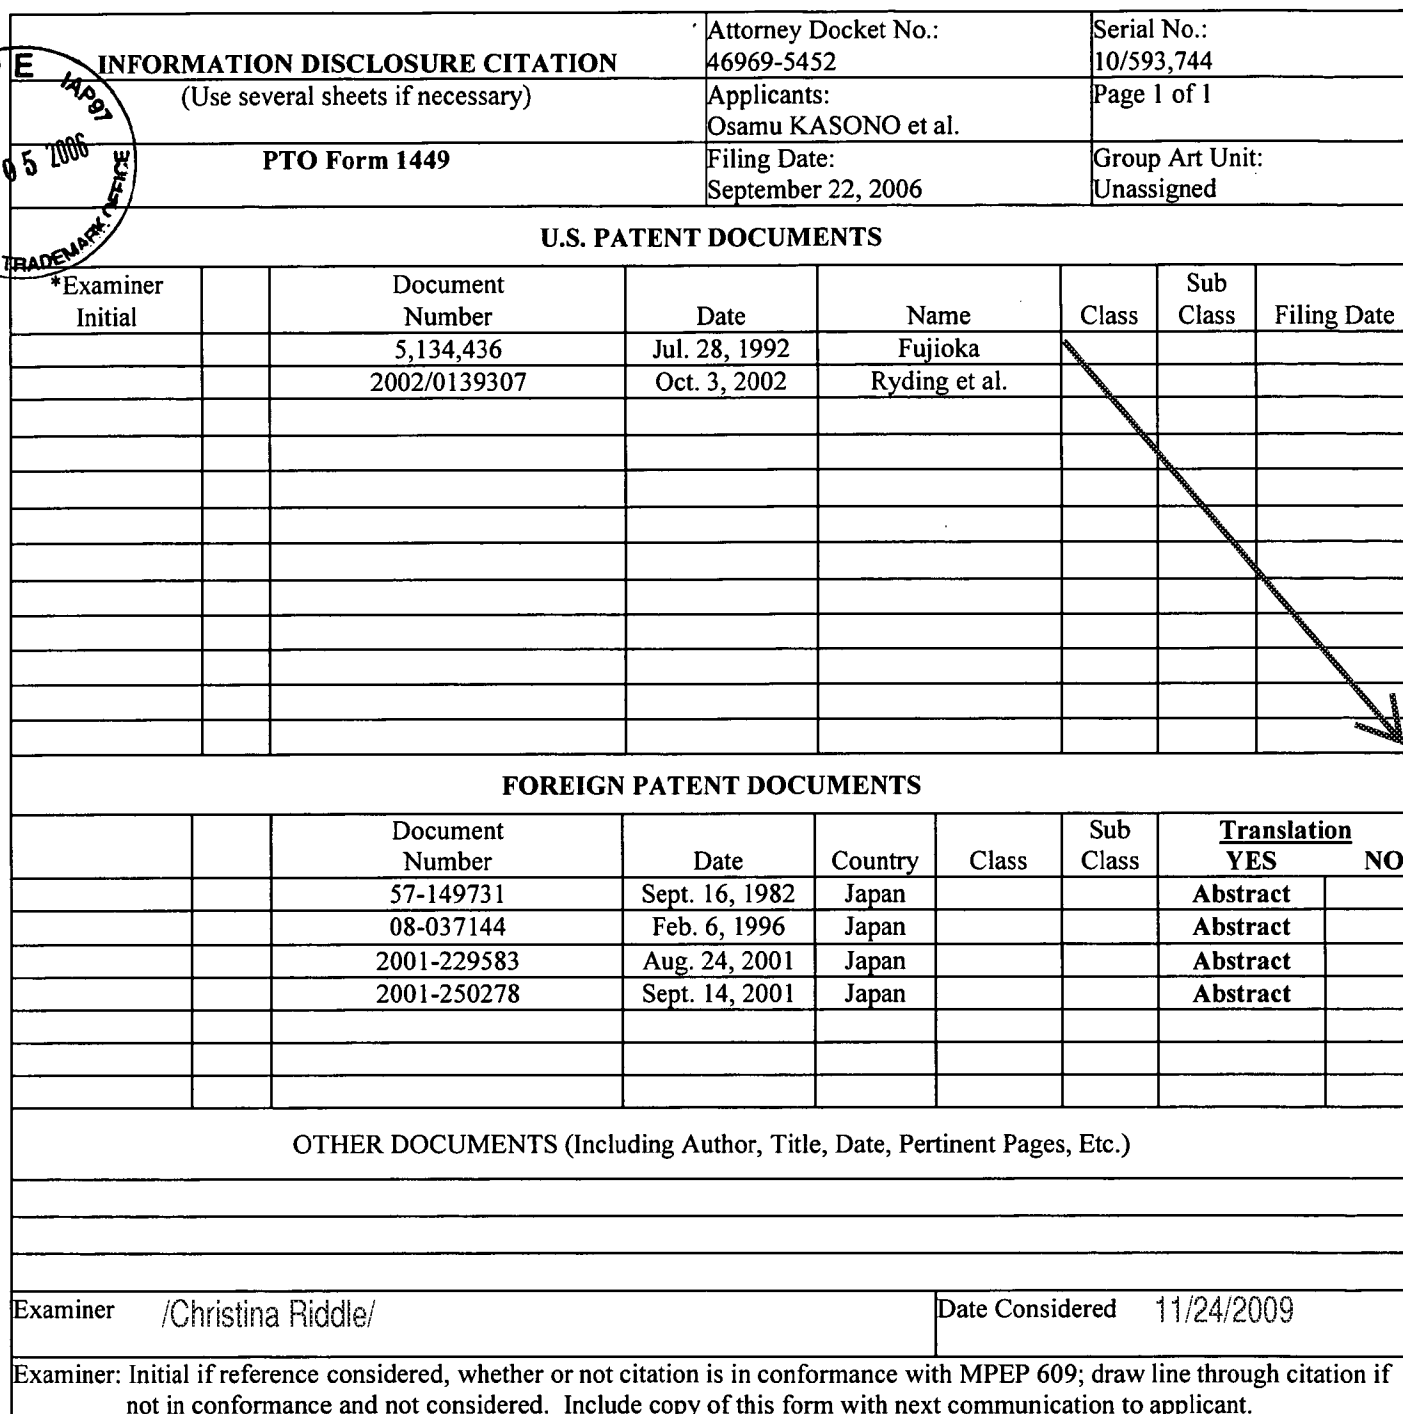 INFORMATION DISCLOSURE CITATION
(Use several sheets if necessary)
PTO Form 1449
Attorney Docket No.:
46969-5452
Serial No.:
10/593,744
Applicants:
Osamu KASONO et al.
Page 1 of 1
Filing Date:
September 22, 2006
Group Art Unit:
Unassigned
E
IAP97
05 2006
TRADEMARK OFFICE
U.S. PATENT DOCUMENTS
*Examiner Initial Document Number Date Name Class Sub Class Filing Date
5,134,436 Jul. 28, 1992 Fujioka
2002/0139307 Oct. 3, 2002 Ryding et al.
FOREIGN PATENT DOCUMENTS
Document Number Date Country Class Sub Class Translation YES NO
57-149731 Sept. 16, 1982 Japan Abstract
08-037144 Feb. 6, 1996 Japan Abstract
2001-229583 Aug. 24, 2001 Japan Abstract
2001-250278 Sept. 14, 2001 Japan Abstract
OTHER DOCUMENTS (Including Author, Title, Date, Pertinent Pages, Etc.)
Examiner /Christina Riddle/ Date Considered 11/24/2009
Examiner: Initial if reference considered, whether or not citation is in conformance with MPEP 609; draw line through citation if
not in conformance and not considered. Include copy of this form with next communication to applicant.